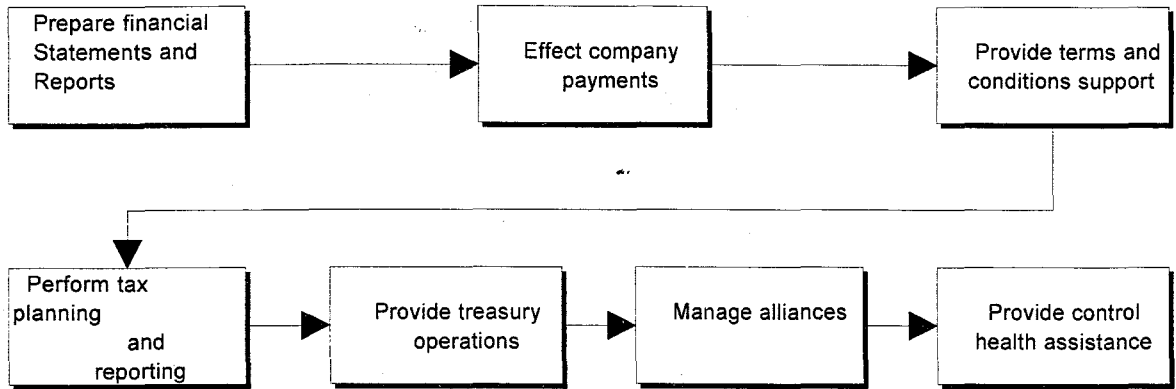 Prepare financial
Statements and
Reports
Effect company
payments
Provide terms and
conditions support
Perform tax
planning
and
reporting
Provide treasury
operations
Manage alliances
Provide control
health assistance